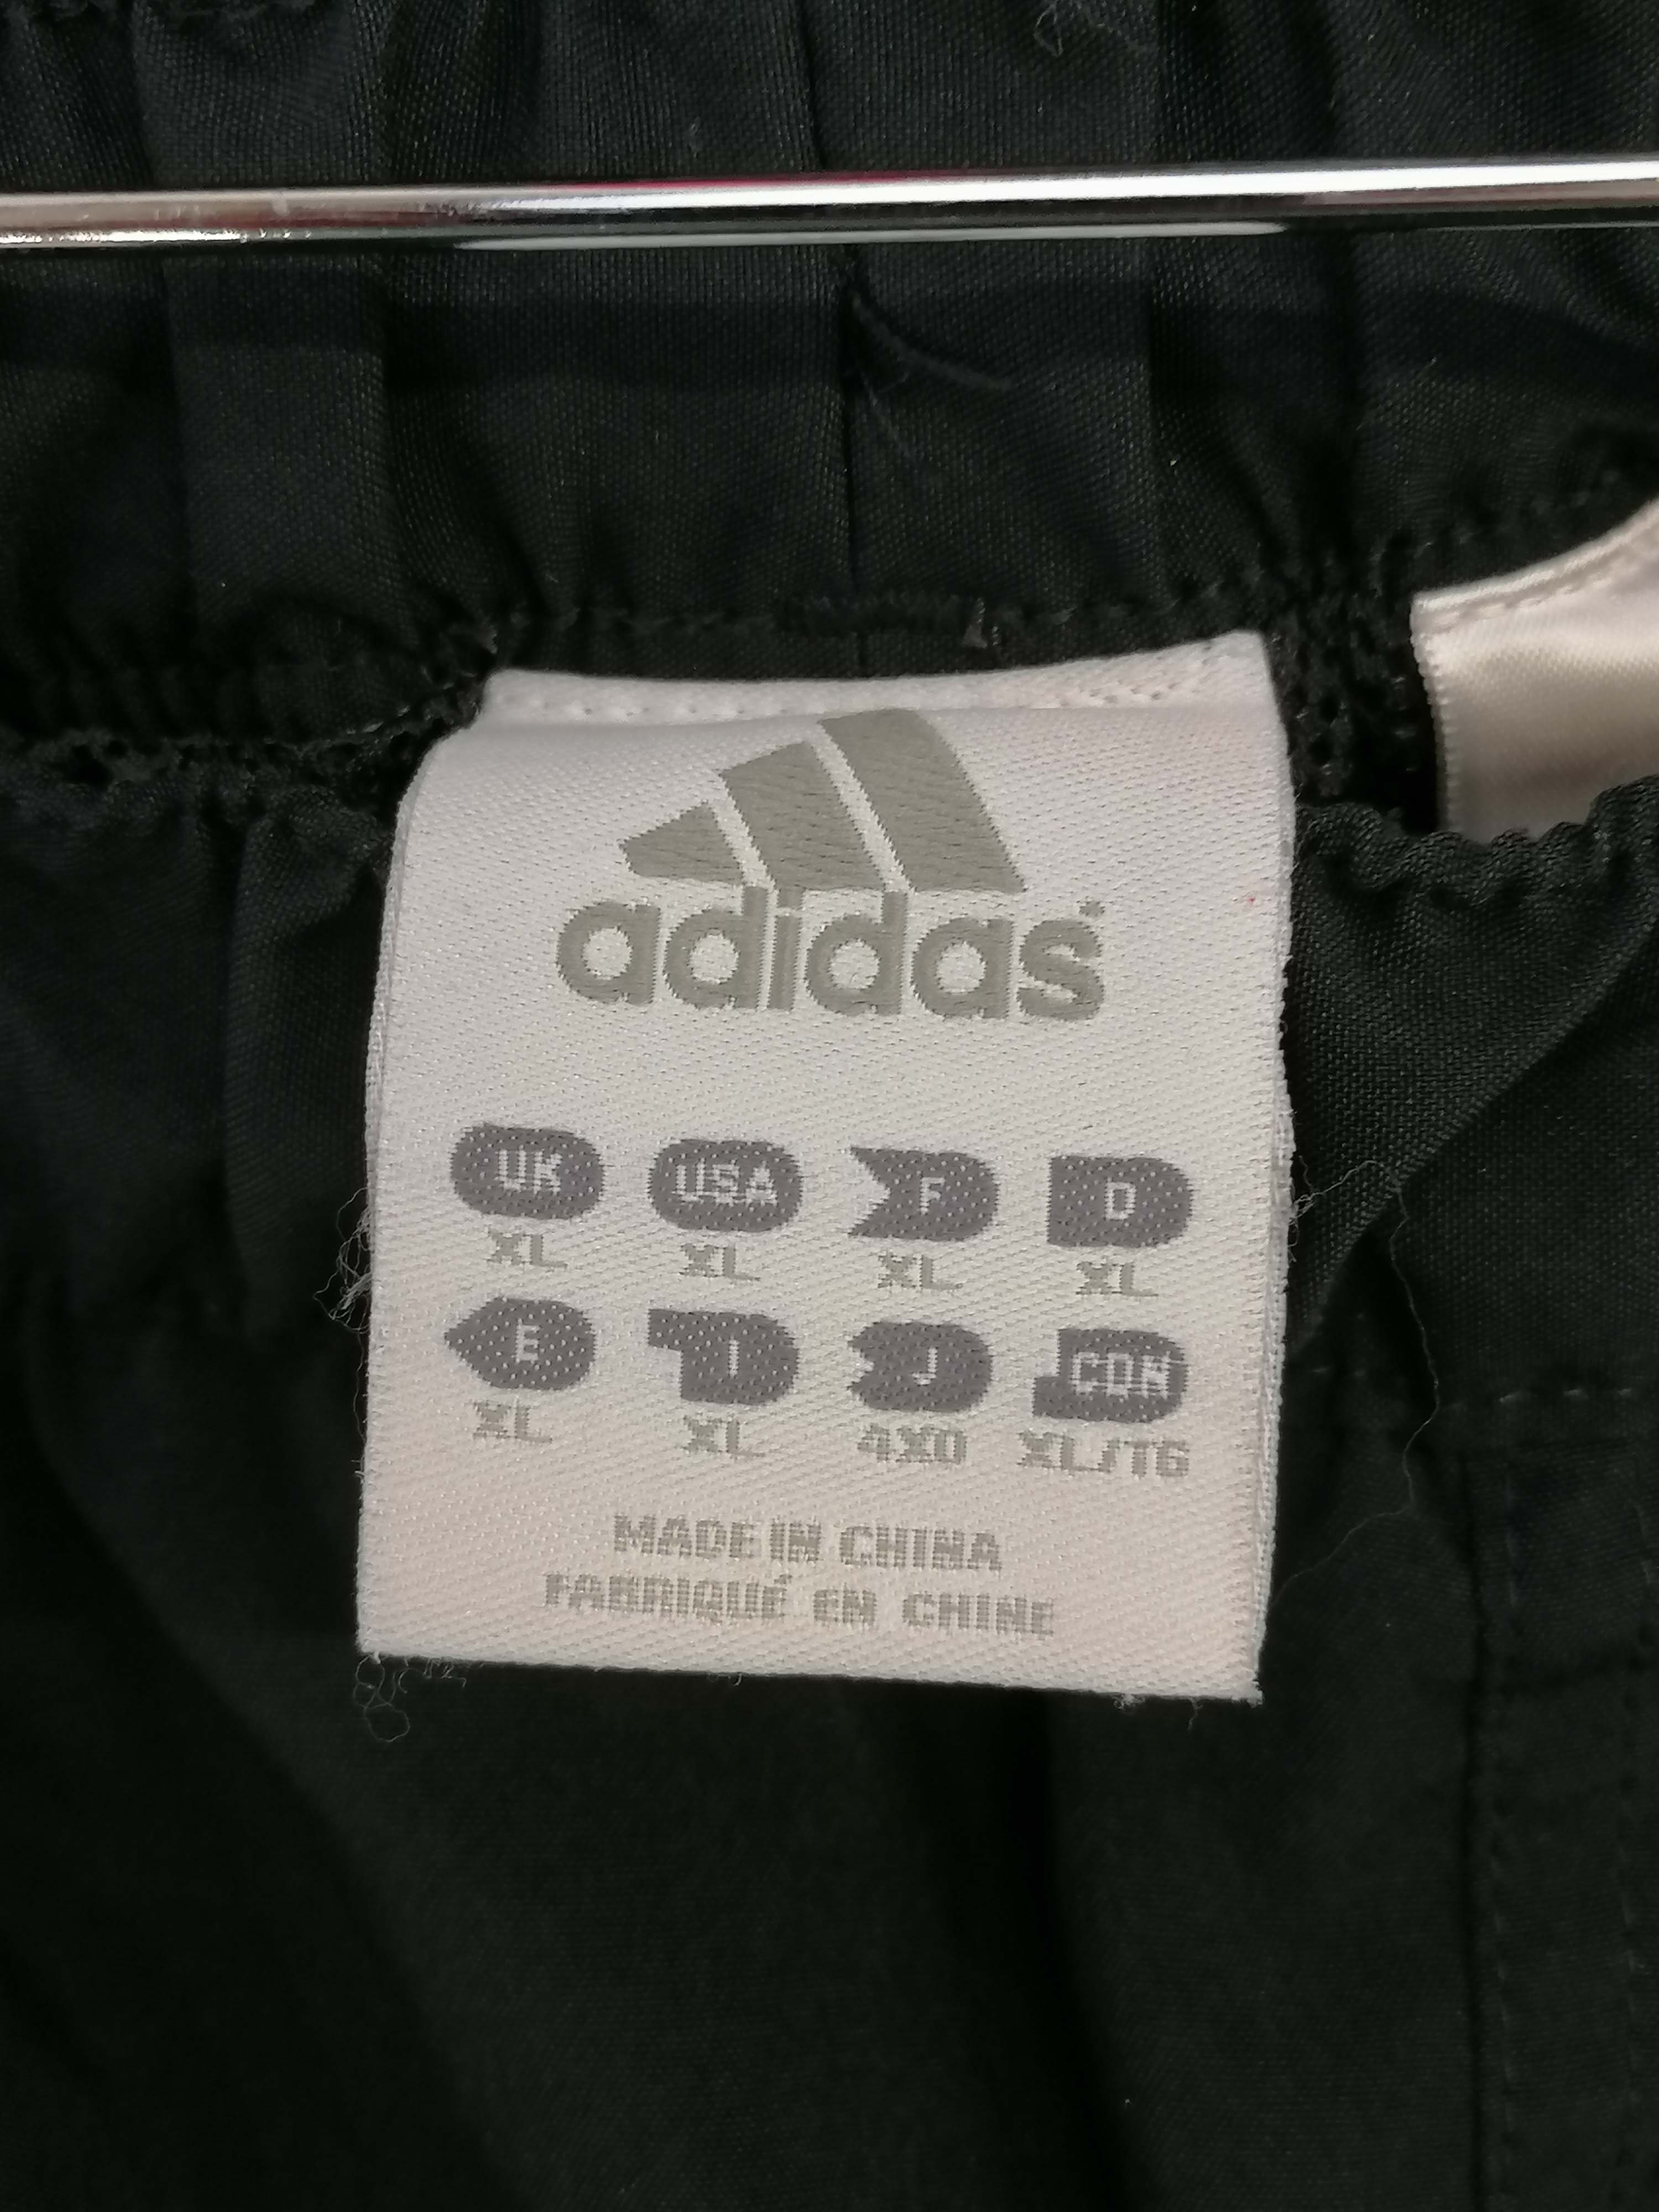 adidas
UK USA F D
XL XL XL XL
E I J CDN
XL XL 4XO XL/TG
MADE IN CHINA
FABRIQUÉ EN CHINE